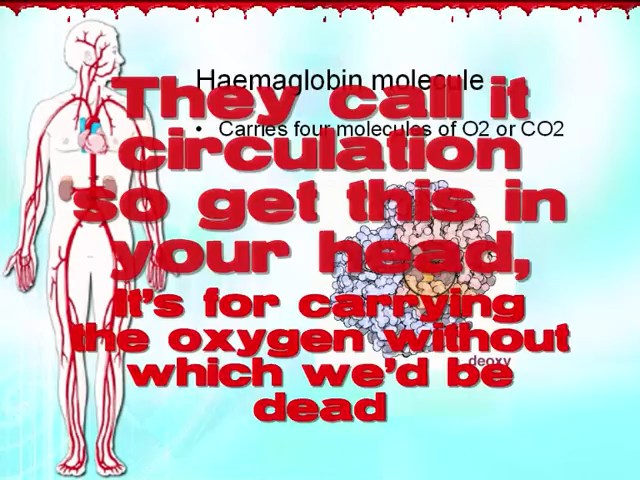 Haemaglobin molecule
• Carries four molecules of O2 or CO2
They call it
circulation
so get this in
your head,
It's for carrying
the oxygen without
which we'd be
dead
deoxy